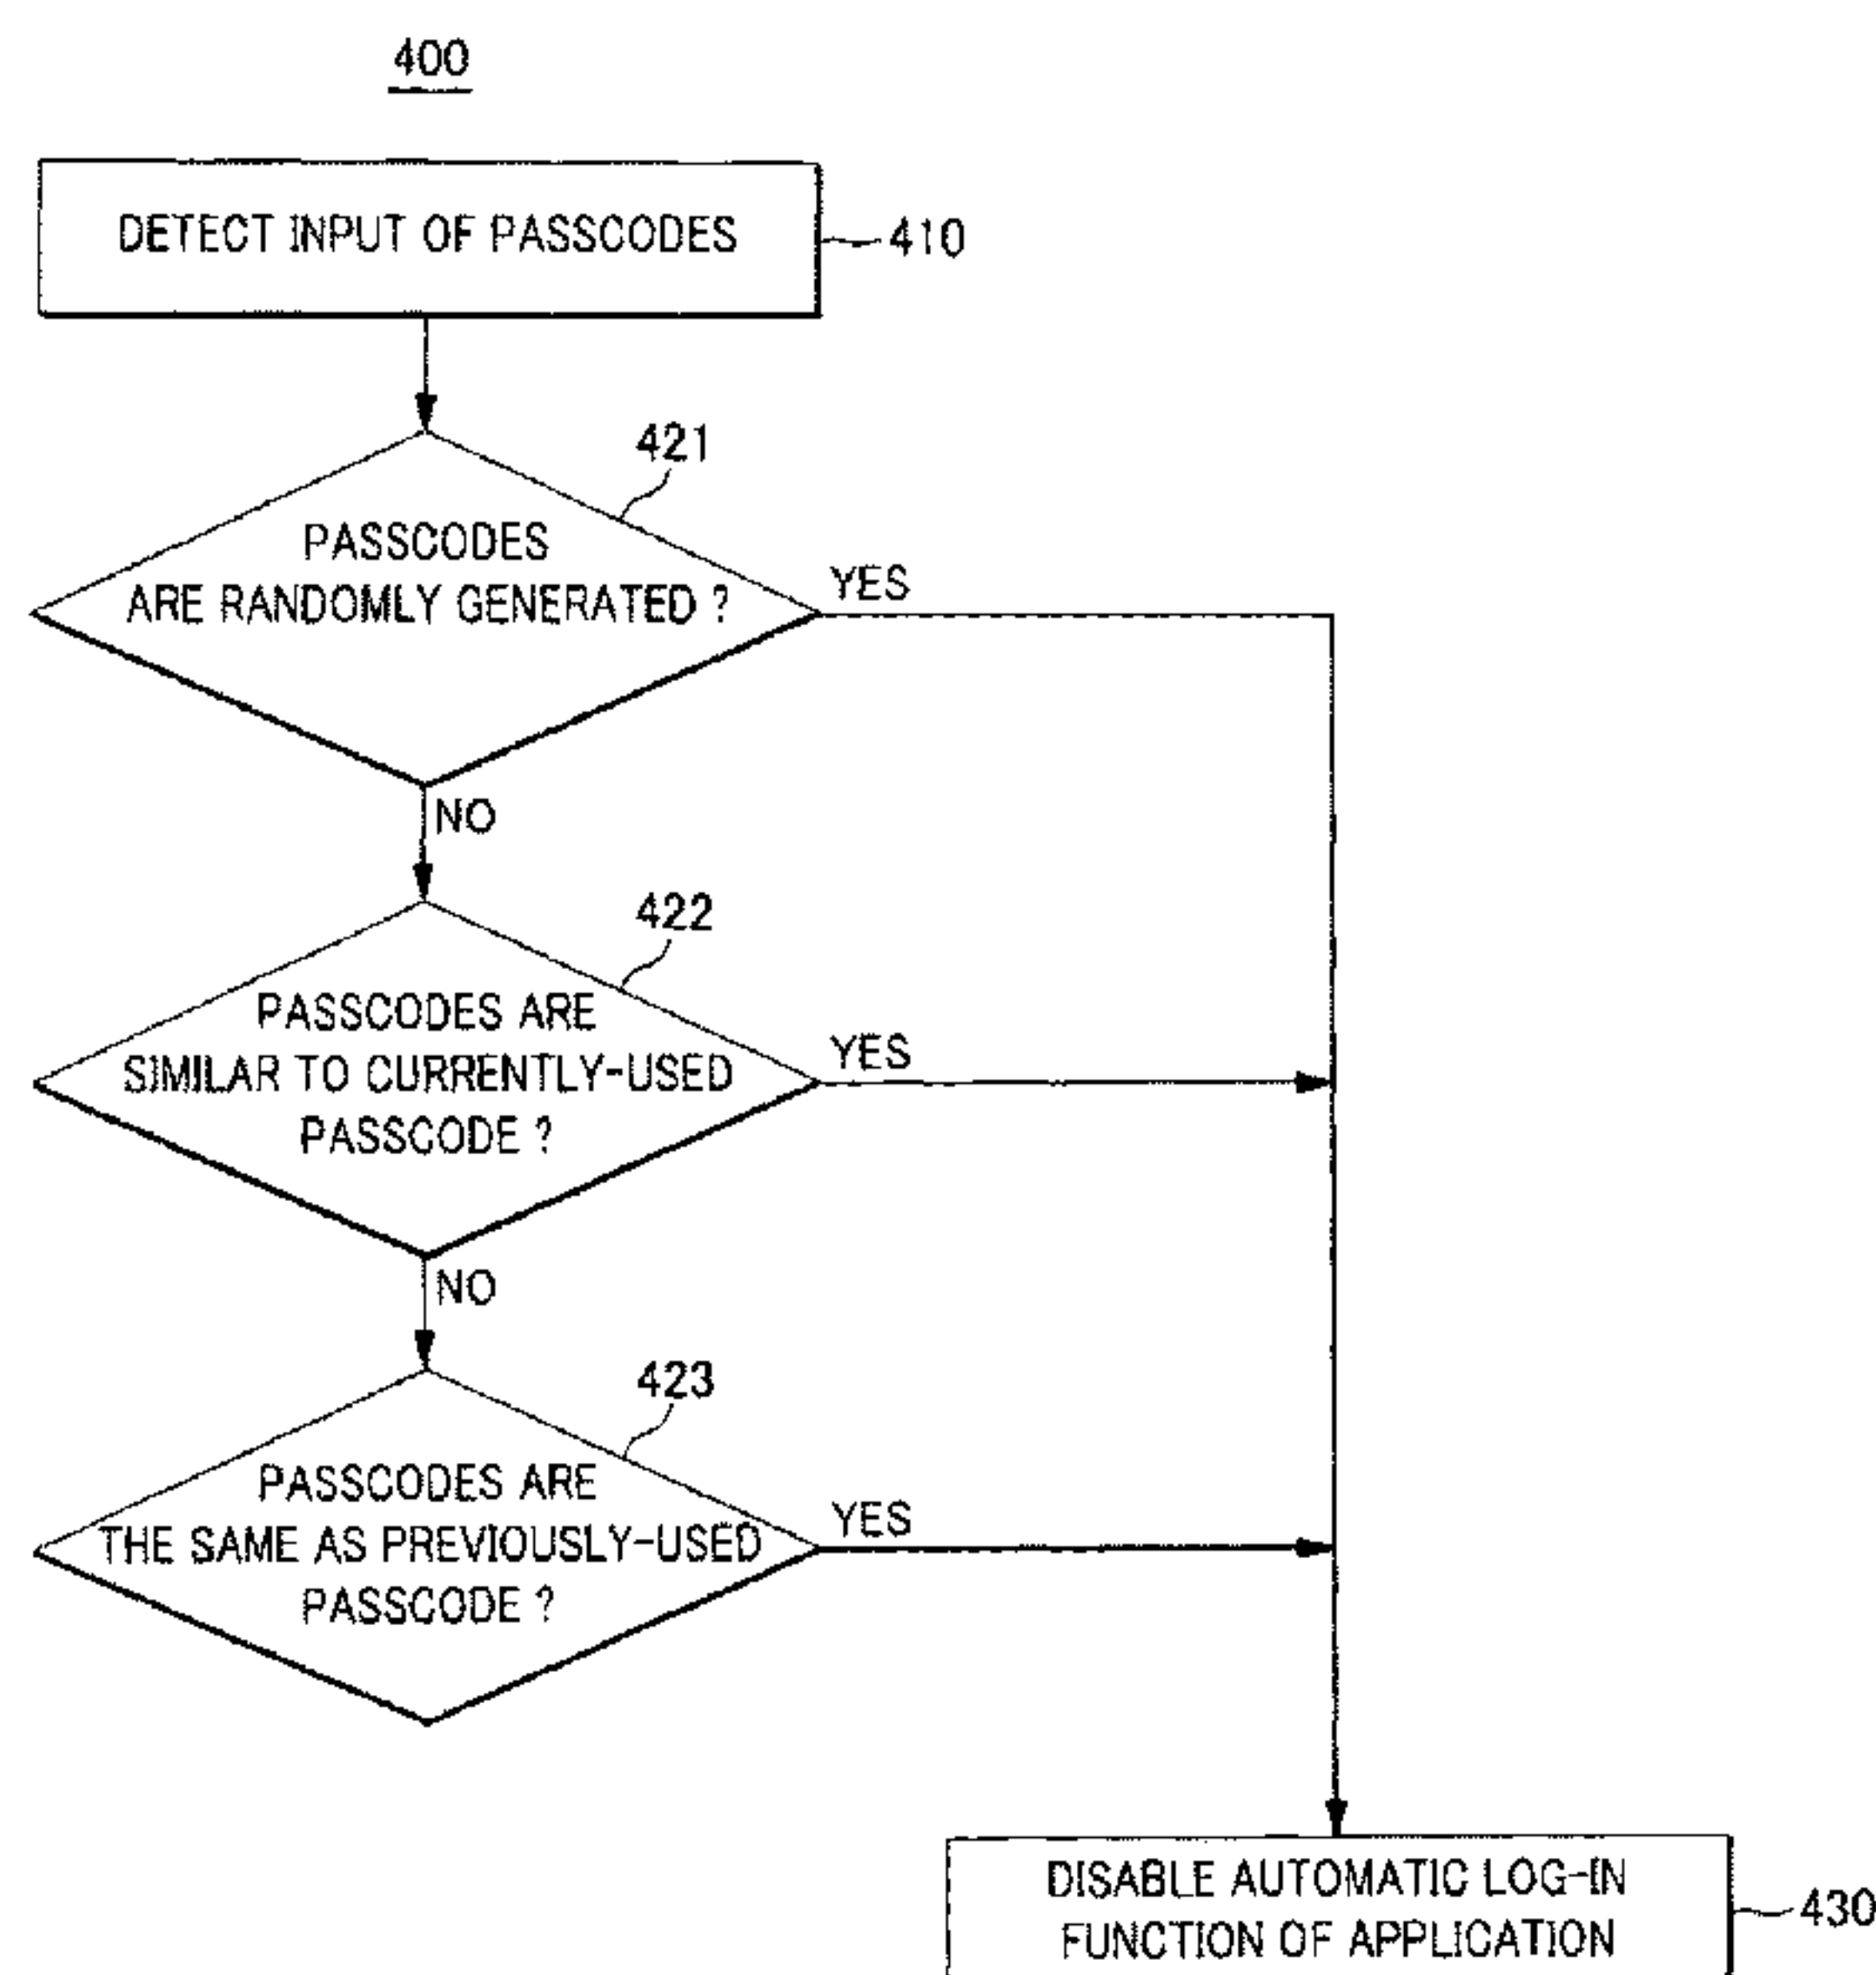 400
DETECT INPUT OF PASSCODES
410
421
PASSCODES
ARE RANDOMLY GENERATED ?
YES
NO
422
PASSCODES ARE
SIMILAR TO CURRENTLY-USED
PASSCODE ?
YES
NO
423
PASSCODES ARE
THE SAME AS PREVIOUSLY-USED
PASSCODE ?
YES
DISABLE AUTOMATIC LOG-IN
FUNCTION OF APPLICATION
430